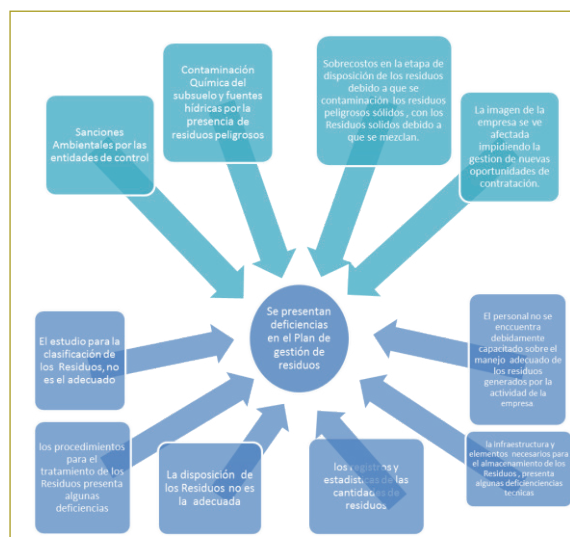 Sanciones
Ambientales por las
entidades de control
Contaminación
Química del
subsuelo y fuentes
hídricas por la
presencia de
residuos peligrosos
Sobrecostos en la etapa de
disposición de los residuos
debido a que se
contaminación los residuos
peligrosos sólidos , con los
Residuos solidos debido a
que se mezclan.
La imagen de la
empresa se ve
afectada
impidiendo la
gestion de nuevas
oportunidades de
contratación.
Se presentan
deficiencias
en el Plan de
gestión de
residuos
El estudio para la
clasificación de
los Residuos, no
es el adecuado
El personal no se
enccuentra
debidamente
capacitado sobre el
manejo adecuado de
los residuos
generados por la
actividad de la
empresa
los procedimientos
para el
tratamiento de los
Residuos presenta
algunas
deficiencias
La disposición de
los Residuos no es
la adecuada
los registros y
estadisticas de las
cantidades de
residuos
la infraestructura y
elementos necesarios para
el almacenamiento de los
Residuos , presenta
algunas defícienciencias
tecnicas